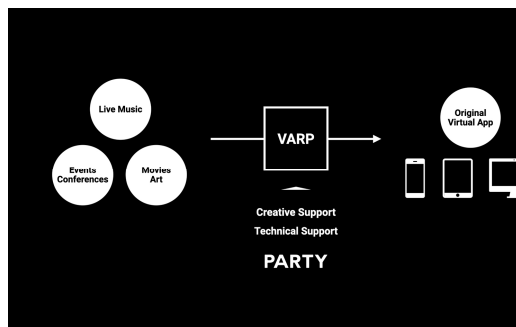 Live Music
Events
Conferences
Movies
Art
VARP
Creative Support
Technical Support
PARTY
Original
Virtual App